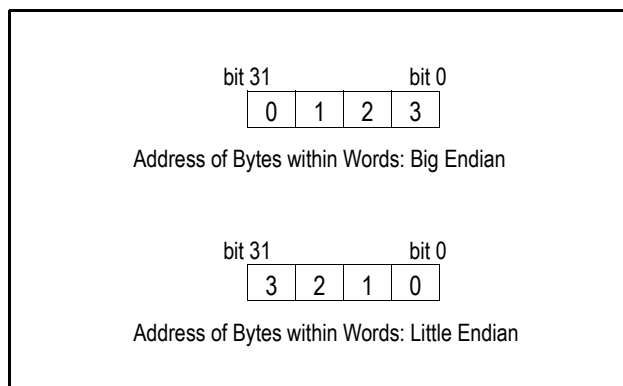 bit 31 bit 0
0 1 2 3
Address of Bytes within Words: Big Endian
bit 31 bit 0
3 2 1 0
Address of Bytes within Words: Little Endian